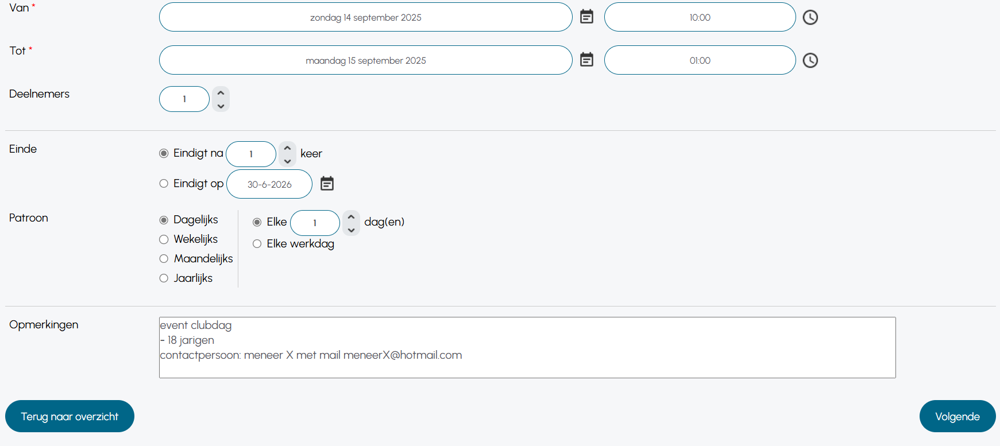 Van *
zondag 14 september 2025
10:00
Tot *
maandag 15 september 2025
01:00
Deelnemers
1
Einde
Eindigt na 1 keer
Eindigt op 30-6-2026
Patroon
Dagelijks
Wekelijks
Maandelijks
Jaarlijks
Elke 1 dag(en)
Elke werkdag
Opmerkingen
event clubdag
- 18 jarigen
contactpersoon: meneer X met mail meneerX@hotmail.com
Terug naar overzicht
Volgende